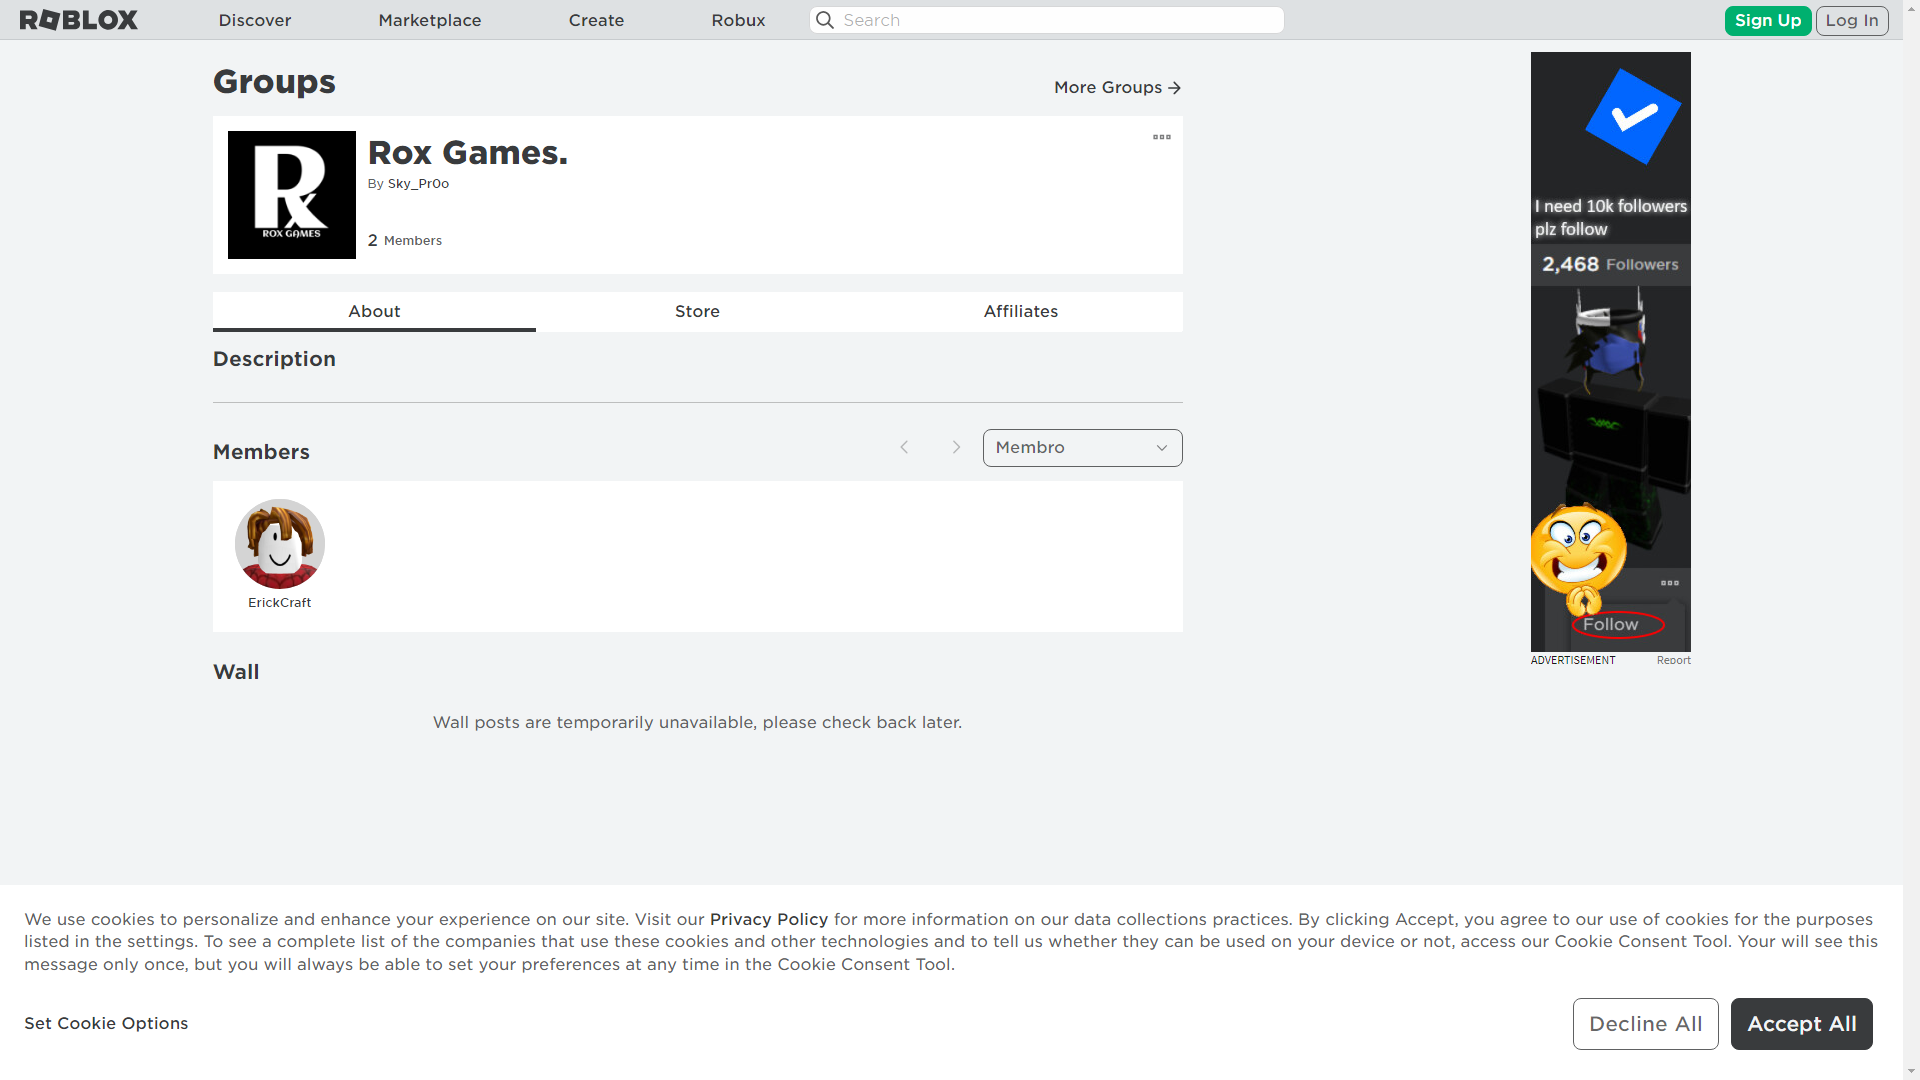 ROBLOX
Discover
Marketplace
Create
Robux
Search
Sign Up
Log In
Groups
More Groups
Rox Games.
By Sky_Pr0o
2 Members
Rx
ROX GAMES
About
Store
Affiliates
Description
Members
Membro
ErickCraft
Wall
Wall posts are temporarily unavailable, please check back later.
I need 10k followers
plz follow
2,468 Followers
Follow
ADVERTISEMENT
Report
We use cookies to personalize and enhance your experience on our site. Visit our Privacy Policy for more information on our data collections practices. By clicking Accept, you agree to our use of cookies for the purposes
listed in the settings. To see a complete list of the companies that use these cookies and other technologies and to tell us whether they can be used on your device or not, access our Cookie Consent Tool. Your will see this
message only once, but you will always be able to set your preferences at any time in the Cookie Consent Tool.
Set Cookie Options
Decline All
Accept All